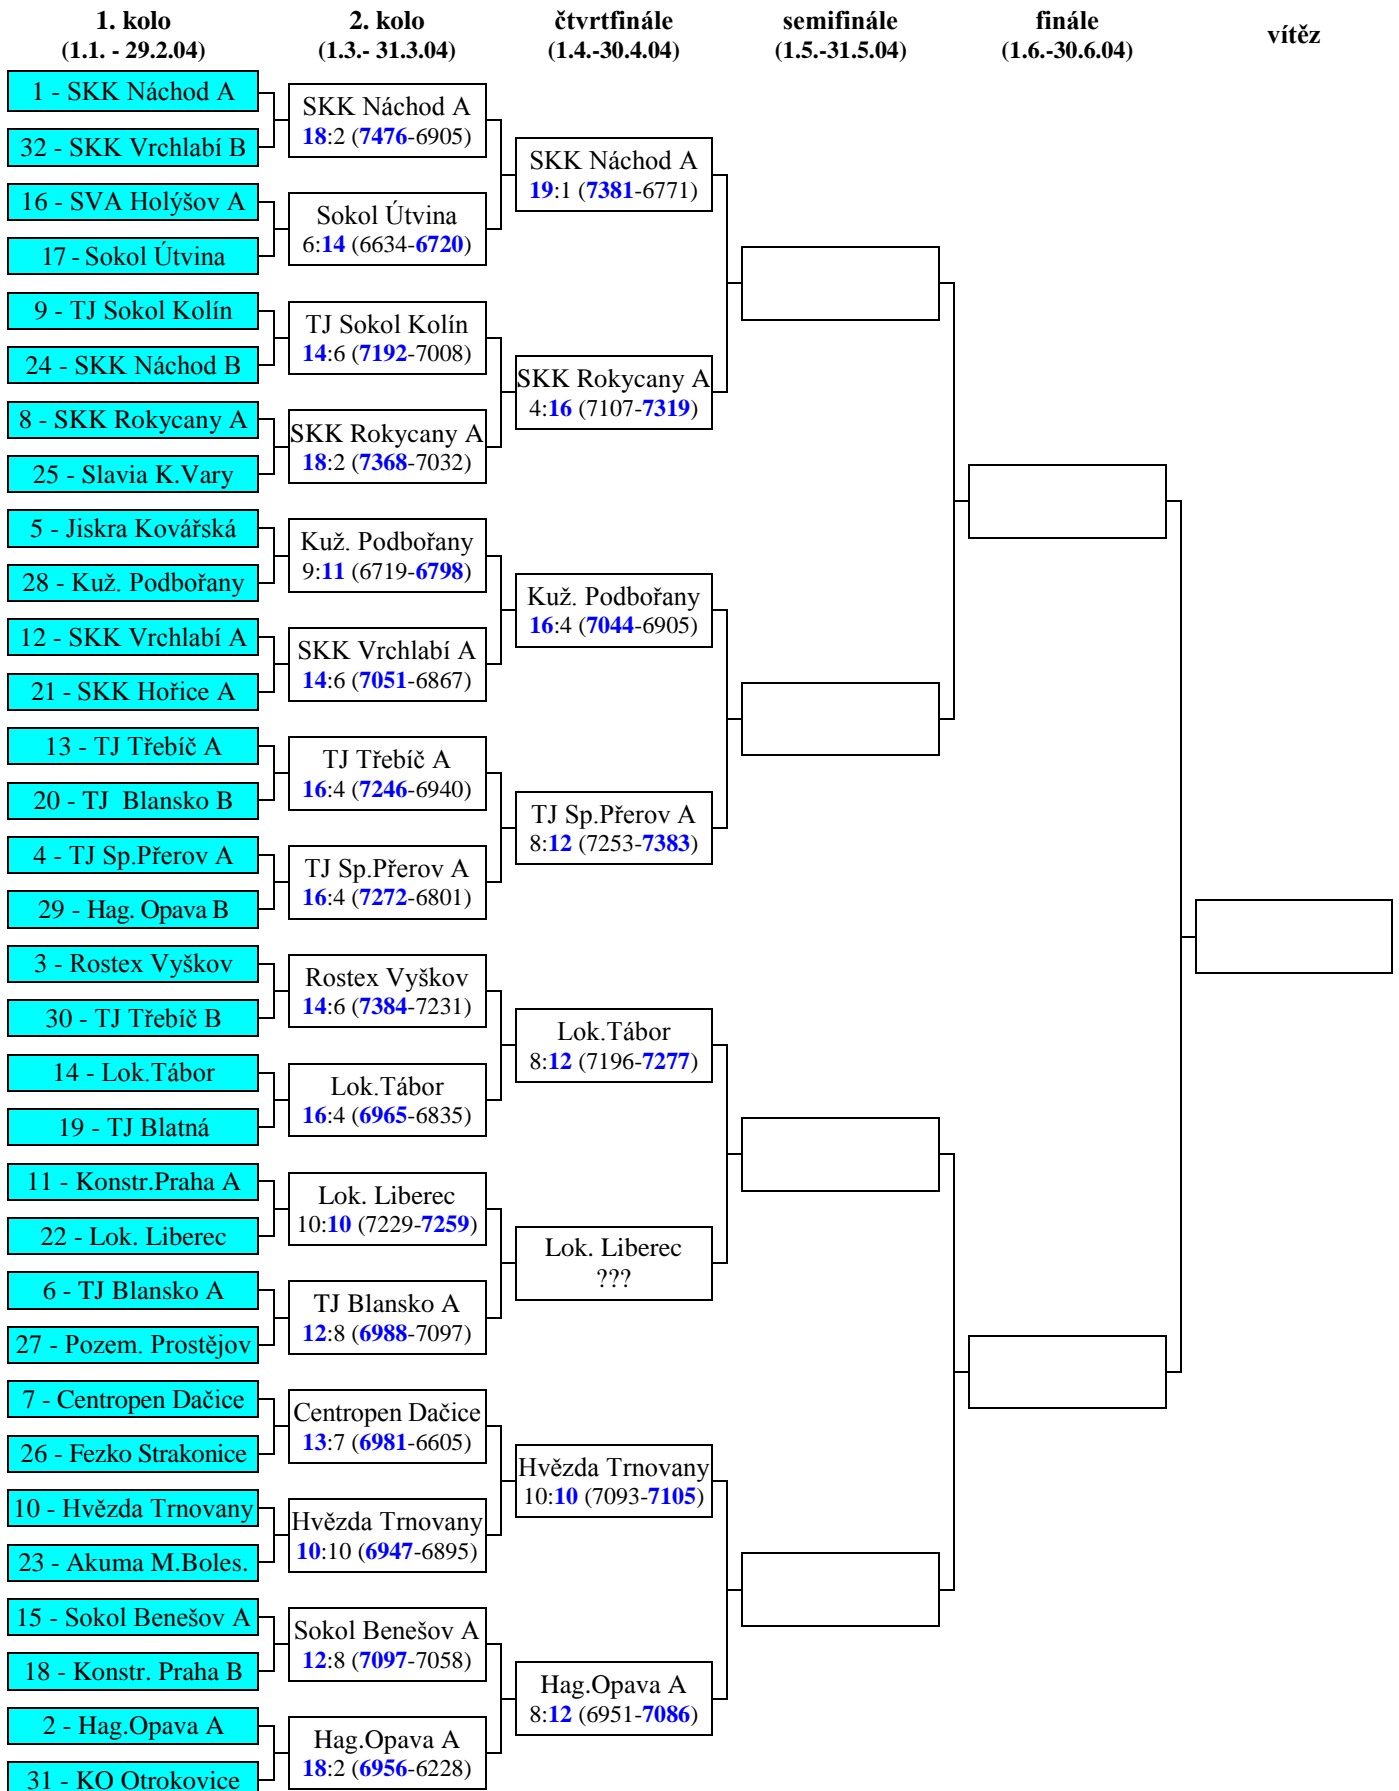 1. kolo
(1.1. - 29.2.04)
2. kolo
(1.3.- 31.3.04)
čtvrtfinále
(1.4.-30.4.04)
semifinále
(1.5.-31.5.04)
finále
(1.6.-30.6.04)
vítěz
1 - SKK Náchod A
32 - SKK Vrchlabí B
16 - SVA Holýšov A
17 - Sokol Útvina
9 - TJ Sokol Kolín
24 - SKK Náchod B
8 - SKK Rokycany A
25 - Slavia K.Vary
5 - Jiskra Kovářská
28 - Kuž. Podbořany
12 - SKK Vrchlabí A
21 - SKK Hořice A
13 - TJ Třebíč A
20 - TJ  Blansko B
4 - TJ Sp.Přerov A
29 - Hag. Opava B
3 - Rostex Vyškov
30 - TJ Třebíč B
14 - Lok.Tábor
19 - TJ Blatná
11 - Konstr.Praha A
22 - Lok. Liberec
6 - TJ Blansko A
27 - Pozem. Prostějov
7 - Centropen Dačice
26 - Fezko Strakonice
10 - Hvězda Trnovany
23 - Akuma M.Boles.
15 - Sokol Benešov A
18 - Konstr. Praha B
2 - Hag.Opava A
31 - KO Otrokovice
SKK Náchod A
18:2 (7476-6905)
Sokol Útvina
6:14 (6634-6720)
TJ Sokol Kolín
14:6 (7192-7008)
SKK Rokycany A
18:2 (7368-7032)
Kuž. Podbořany
9:11 (6719-6798)
SKK Vrchlabí A
14:6 (7051-6867)
TJ Třebíč A
16:4 (7246-6940)
TJ Sp.Přerov A
16:4 (7272-6801)
Rostex Vyškov
14:6 (7384-7231)
Lok.Tábor
16:4 (6965-6835)
Lok. Liberec
10:10 (7229-7259)
TJ Blansko A
12:8 (6988-7097)
Centropen Dačice
13:7 (6981-6605)
Hvězda Trnovany
10:10 (6947-6895)
Sokol Benešov A
12:8 (7097-7058)
Hag.Opava A
18:2 (6956-6228)
SKK Náchod A
19:1 (7381-6771)
SKK Rokycany A
4:16 (7107-7319)
Kuž. Podbořany
16:4 (7044-6905)
TJ Sp.Přerov A
8:12 (7253-7383)
Lok.Tábor
8:12 (7196-7277)
Lok. Liberec
???
Hvězda Trnovany
10:10 (7093-7105)
Hag.Opava A
8:12 (6951-7086)